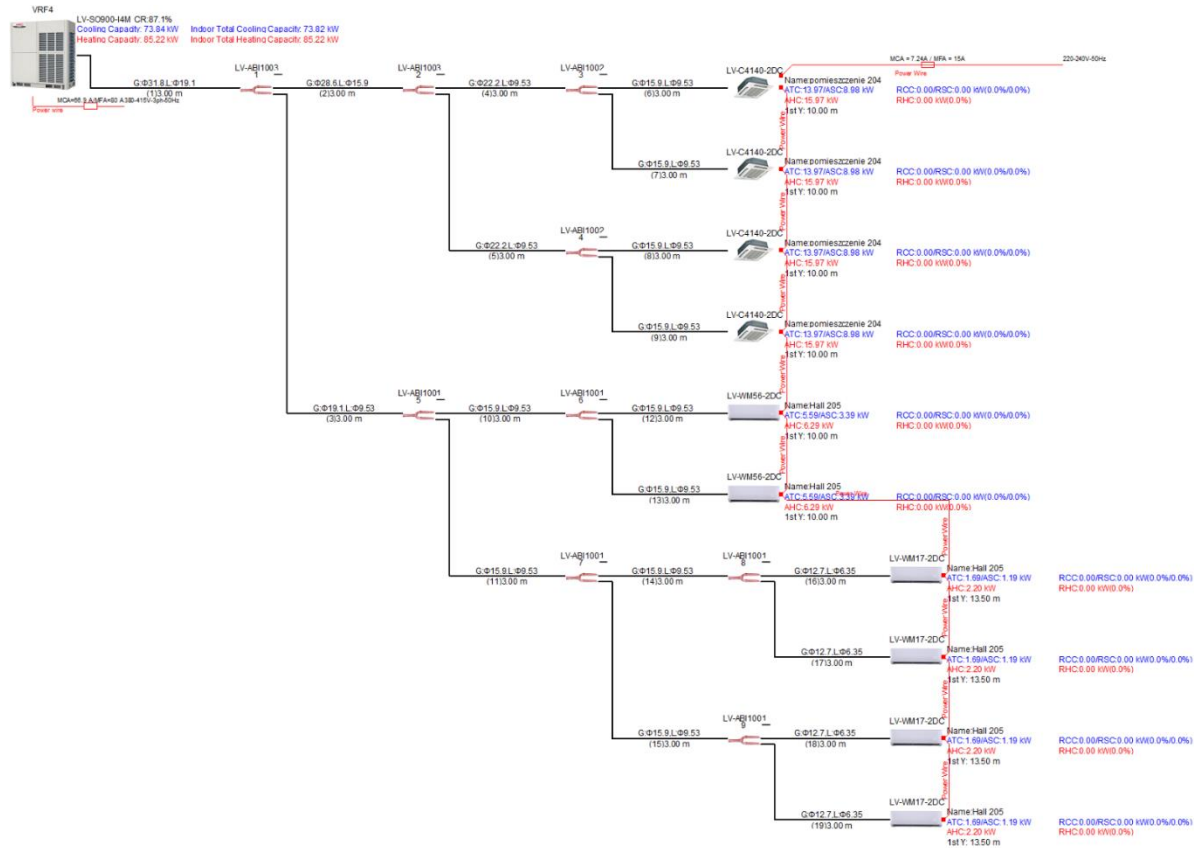 VRF4
LV-SO900-I4M CR:87.1%
Cooling Capacity: 73.84 kW Indoor Total Cooling Capacity: 73.82 kW
Heating Capacity: 85.22 kW Indoor Total Heating Capacity: 85.22 kW
G:Φ31.8 L:Φ19.1
(1)3.00 m
Power wire
LV-ABI1003
1
G:Φ28.6 L:Φ15.9
(2)3.00 m
LV-ABI1003
2
G:Φ22.2 L:Φ9.53
(4)3.00 m
LV-ABI1002
3
G:Φ15.9 L:Φ9.53
(6)3.00 m
LV-C4140-2DC
MCA = 7.24A / MFA = 15A
220-240V-50Hz
Power Wire
Name:pomieszczenie 204
ATC:13.97/ASC:8.98 kW RCC:0.00/RSC:0.00 kW(0.0%/0.0%)
AHC:15.97 kW RHC:0.00 kW(0.0%)
1st Y: 10.00 m
Power Wire
G:Φ15.9 L:Φ9.53
(7)3.00 m
LV-C4140-2DC
Name:pomieszczenie 204
ATC:13.97/ASC:8.98 kW RCC:0.00/RSC:0.00 kW(0.0%/0.0%)
AHC:15.97 kW RHC:0.00 kW(0.0%)
1st Y: 10.00 m
Power Wire
G:Φ22.2 L:Φ9.53
(5)3.00 m
LV-ABI1002
4
G:Φ15.9 L:Φ9.53
(8)3.00 m
LV-C4140-2DC
Name:pomieszczenie 204
ATC:13.97/ASC:8.98 kW RCC:0.00/RSC:0.00 kW(0.0%/0.0%)
AHC:15.97 kW RHC:0.00 kW(0.0%)
1st Y: 10.00 m
Power Wire
G:Φ15.9 L:Φ9.53
(9)3.00 m
LV-C4140-2DC
Name:pomieszczenie 204
ATC:13.97/ASC:8.98 kW RCC:0.00/RSC:0.00 kW(0.0%/0.0%)
AHC:15.97 kW RHC:0.00 kW(0.0%)
1st Y: 10.00 m
Power Wire
G:Φ19.1 L:Φ9.53
(3)3.00 m
LV-ABI1001
5
G:Φ15.9 L:Φ9.53
(10)3.00 m
LV-ABI1001
6
G:Φ15.9 L:Φ9.53
(12)3.00 m
LV-WM56-2DC
Name:Hall 205
ATC:5.59/ASC:3.39 kW RCC:0.00/RSC:0.00 kW(0.0%/0.0%)
AHC:6.29 kW RHC:0.00 kW(0.0%)
1st Y: 10.00 m
Power Wire
G:Φ15.9 L:Φ9.53
(13)3.00 m
LV-WM56-2DC
Name:Hall 205
ATC:5.59/ASC:3.39 kW RCC:0.00/RSC:0.00 kW(0.0%/0.0%)
Power Wire
AHC:6.29 kW RHC:0.00 kW(0.0%)
1st Y: 10.00 m
Power Wire
G:Φ15.9 L:Φ9.53
(11)3.00 m
LV-ABI1001
7
G:Φ15.9 L:Φ9.53
(14)3.00 m
LV-ABI1001
8
G:Φ12.7 L:Φ6.35
(16)3.00 m
LV-WM17-2DC
Name:Hall 205
ATC:1.69/ASC:1.19 kW RCC:0.00/RSC:0.00 kW(0.0%/0.0%)
AHC:2.20 kW RHC:0.00 kW(0.0%)
1st Y: 13.50 m
Power Wire
G:Φ12.7 L:Φ6.35
(17)3.00 m
LV-WM17-2DC
Name:Hall 205
ATC:1.69/ASC:1.19 kW RCC:0.00/RSC:0.00 kW(0.0%/0.0%)
AHC:2.20 kW RHC:0.00 kW(0.0%)
1st Y: 13.50 m
Power Wire
G:Φ15.9 L:Φ9.53
(15)3.00 m
LV-ABI1001
9
G:Φ12.7 L:Φ6.35
(18)3.00 m
LV-WM17-2DC
Name:Hall 205
ATC:1.69/ASC:1.19 kW RCC:0.00/RSC:0.00 kW(0.0%/0.0%)
AHC:2.20 kW RHC:0.00 kW(0.0%)
1st Y: 13.50 m
Power Wire
G:Φ12.7 L:Φ6.35
(19)3.00 m
LV-WM17-2DC
Name:Hall 205
ATC:1.69/ASC:1.19 kW RCC:0.00/RSC:0.00 kW(0.0%/0.0%)
AHC:2.20 kW RHC:0.00 kW(0.0%)
1st Y: 13.50 m